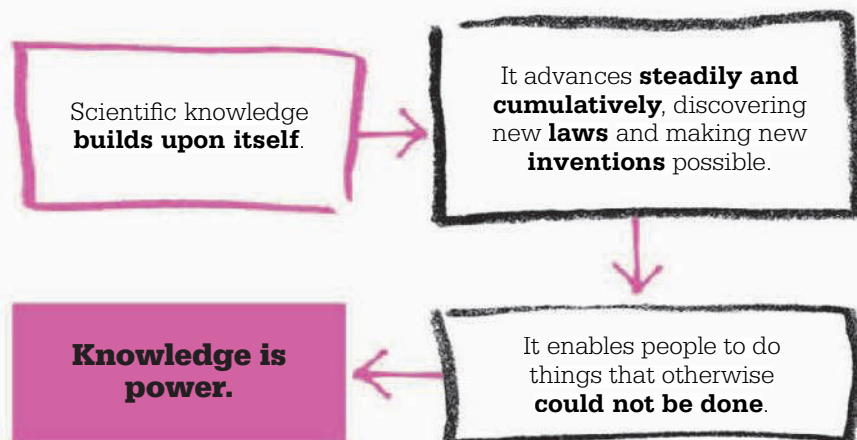 Scientific knowledge
builds upon itself.
It advances steadily and
cumulatively, discovering
new laws and making new
inventions possible.
It enables people to do
things that otherwise
could not be done.
Knowledge is
power.